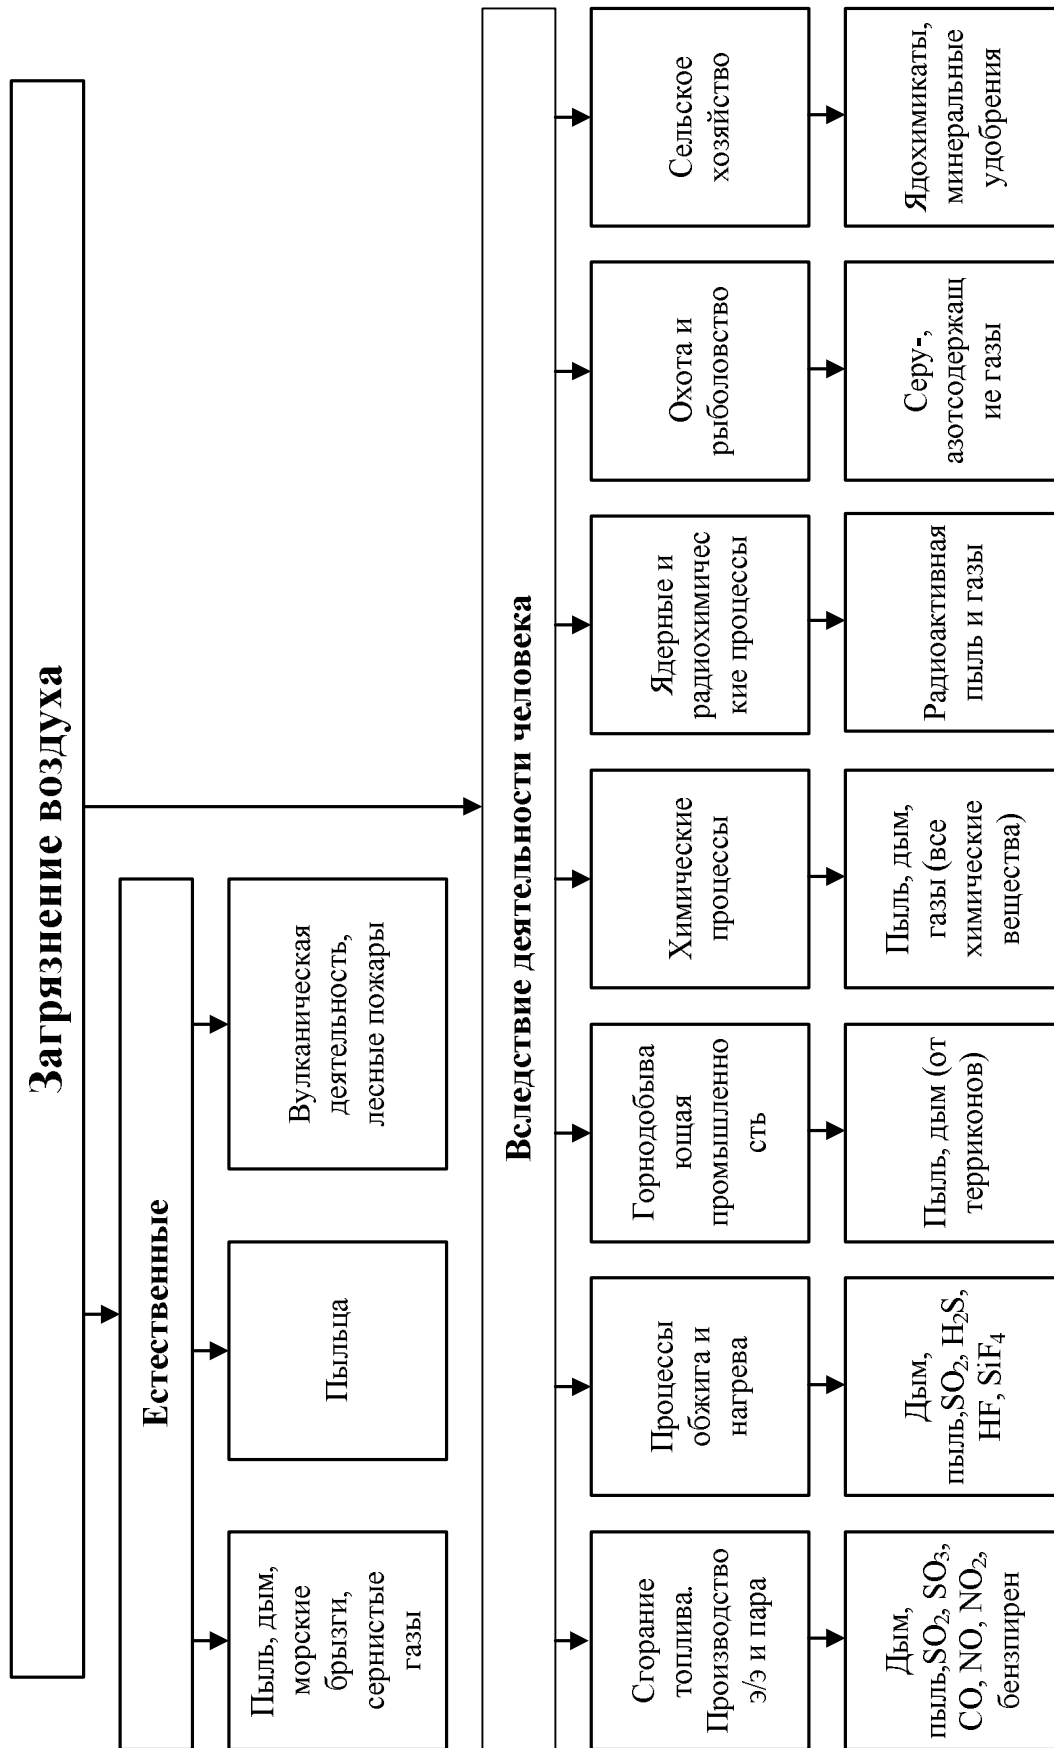 Загрязнение воздуха
Естественные
Пыль, дым,
морские
брызги,
сернистые
газы
Пыльца
Вулканическая
деятельность,
лесные пожары
Вследствие деятельности человека
Сгорание
топлива.
Производство
э/э и пара
Процессы
обжига и
нагрева
Горнодобыва
ющая
промышленно
сть
Химические
процессы
Ядерные и
радиохимичес
кие процессы
Охота и
рыболовство
Сельское
хозяйство
Дым,
пыль,SO₂, SO₃,
CO, NO, NO₂,
бензпирен
Дым,
пыль,SO₂, H₂S,
HF, SiF₄
Пыль, дым (от
терриконов)
Пыль, дым,
газы (все
химические
вещества)
Радиоактивная
пыль и газы
Серу-,
азотсодержащ
ие газы
Ядохимикаты,
минеральные
удобрения